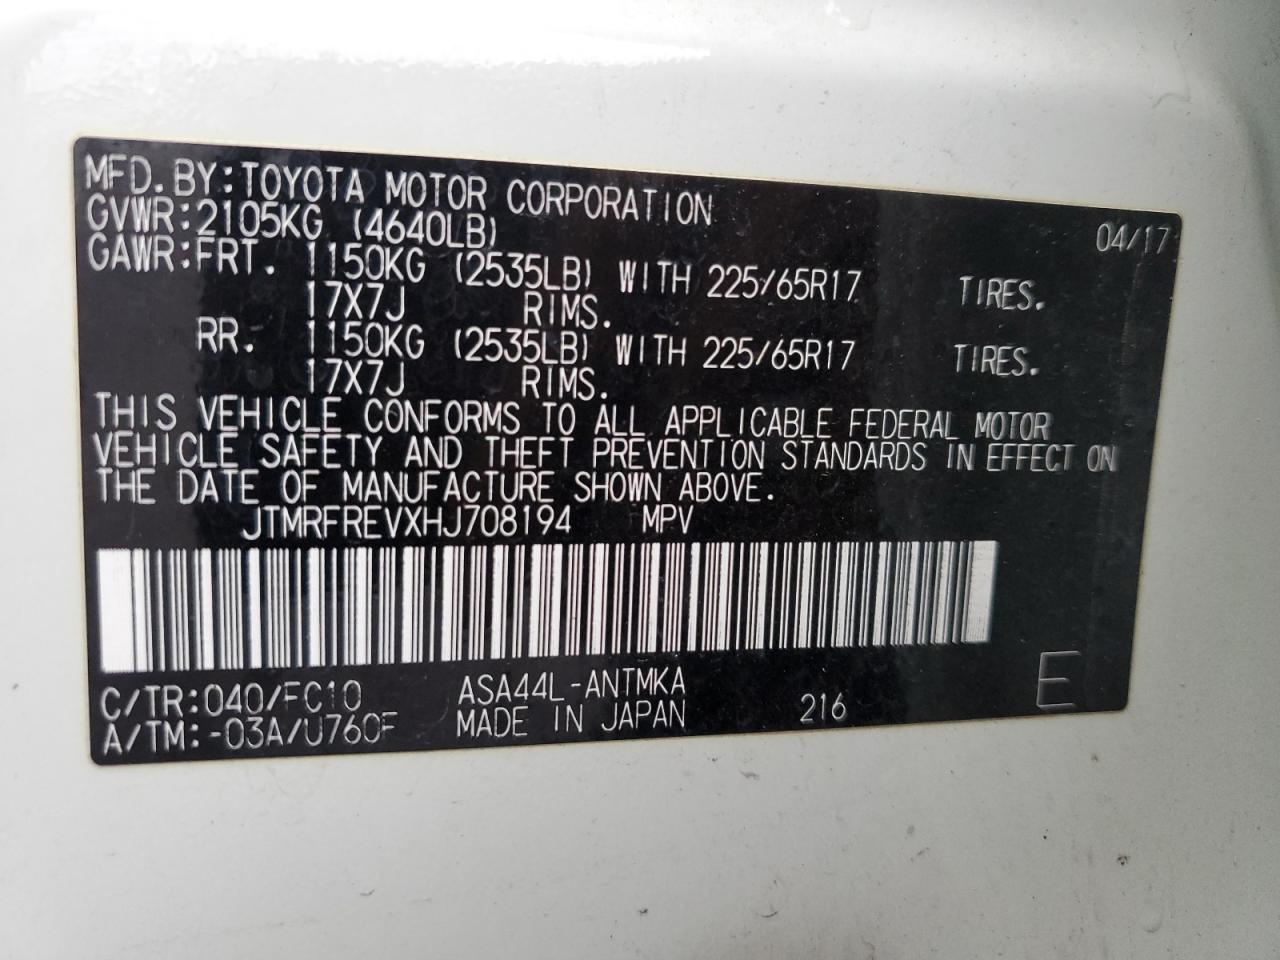 MFD.BY:TOYOTA MOTOR CORPORATION 04/17
GVWR:2105KG (4640LB)
GAWR:FRT. 1150KG (2535LB) WITH 225/65R17 TIRES.
17X7J RIMS.
RR. 1150KG (2535LB) WITH 225/65R17 TIRES.
17X7J RIMS.
THIS VEHICLE CONFORMS TO ALL APPLICABLE FEDERAL MOTOR
VEHICLE SAFETY AND THEFT PREVENTION STANDARDS IN EFFECT ON
THE DATE OF MANUFACTURE SHOWN ABOVE.
JTMRFREVXHJ708194 MPV
C/TR:040/FC10 ASA44L-ANTMKA
A/TM:-03A/U760F MADE IN JAPAN 216 E